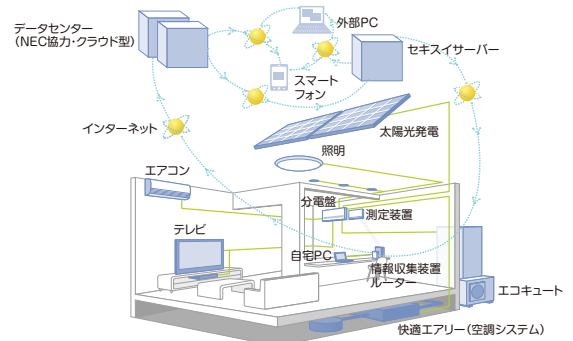 データセンター
（NEC協力・クラウド型）
外部PC
セキスイサーバー
スマート
フォン
インターネット
太陽光発電
照明
エアコン
分電盤
測定装置
テレビ
自宅PC
情報収集装置
ルーター
エコキュート
快適エアリー（空調システム）